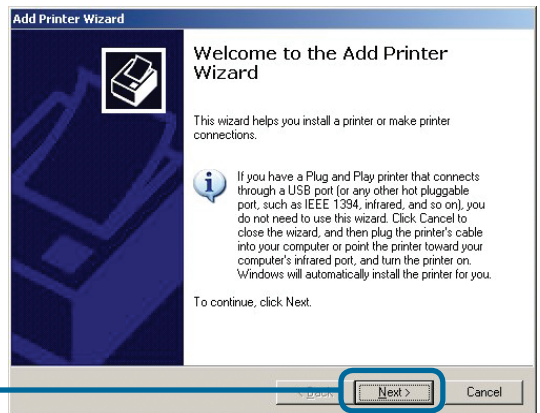 Add Printer Wizard
Welcome to the Add Printer
Wizard
This wizard helps you install a printer or make printer
connections.
If you have a Plug and Play printer that connects
through a USB port (or any other hot pluggable
port, such as IEEE 1394, infrared, and so on), you
do not need to use this wizard. Click Cancel to
close the wizard, and then plug the printer's cable
into your computer or point the printer toward your
computer's infrared port, and turn the printer on.
Windows will automatically install the printer for you.
To continue, click Next.
< Back Next > Cancel